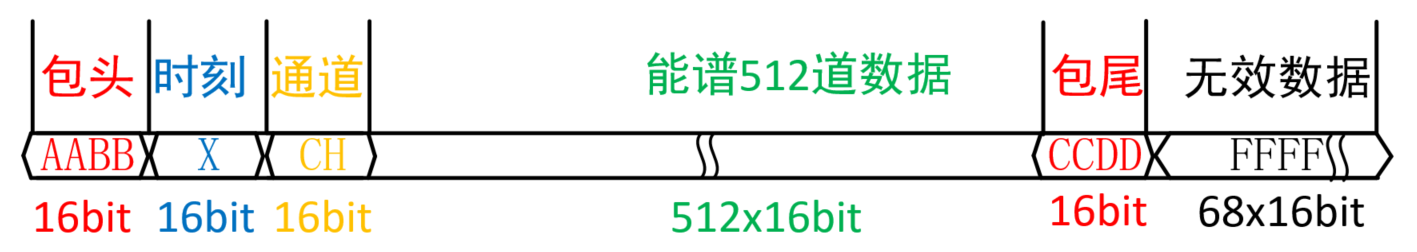 包头 时刻 通道 能谱512道数据 包尾 无效数据
AABB X CH CCDD FFFF
16bit 16bit 16bit 512x16bit 16bit 68x16bit